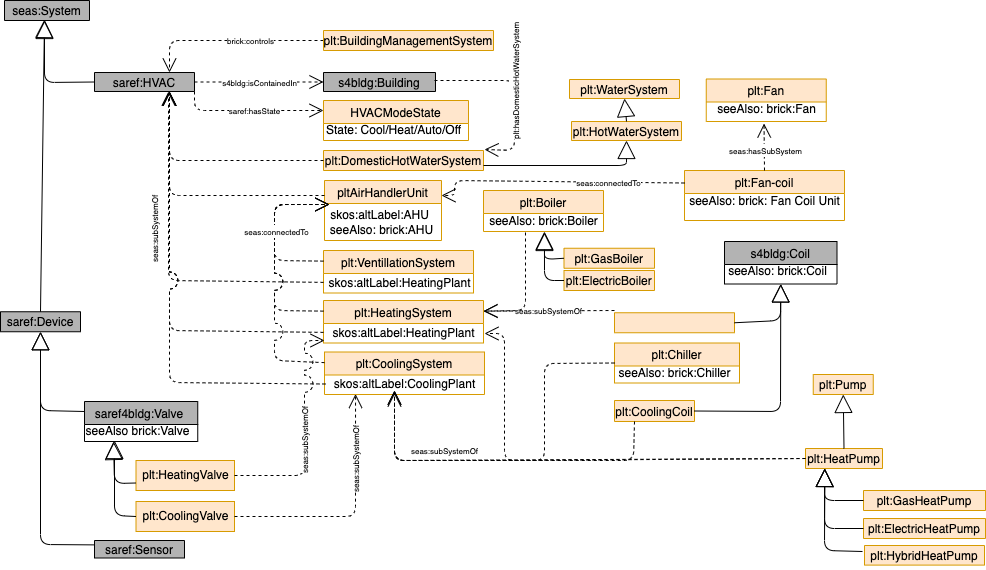 seas:System
brick:controls
plt:BuildingManagementSystem
saref:HVAC
s4bldg:isContainedIn
s4bldg:Building
plt:hasDomesticHotWaterSystem
plt:WaterSystem
plt:Fan
seeAlso: brick:Fan
saref:hasState
HVACModeState
State: Cool/Heat/Auto/Off
plt:HotWaterSystem
seas:hasSubSystem
plt:DomesticHotWaterSystem
seas:connectedTo
plt:Fan-coil
seeAlso: brick: Fan Coil Unit
pltAirHandlerUnit
skos:altLabel:AHU
seeAlso: brick:AHU
plt:Boiler
seeAlso: brick:Boiler
seas:subSystemOf
seas:connectedTo
plt:GasBoiler
plt:ElectricBoiler
s4bldg:Coil
seeAlso: brick:Coil
plt:VentillationSystem
skos:altLabel:HeatingPlant
saref:Device
plt:HeatingSystem
skos:altLabel:HeatingPlant
seas:subSystemOf
plt:Chiller
seeAlso: brick:Chiller
plt:CoolingSystem
skos:altLabel:CoolingPlant
plt:Pump
saref4bldg:Valve
seeAlso brick:Valve
plt:CoolingCoil
seas:subSystemOf
seas:subSystemOf
seas:subSystemOf
plt:HeatPump
plt:HeatingValve
plt:CoolingValve
plt:GasHeatPump
plt:ElectricHeatPump
plt:HybridHeatPump
saref:Sensor